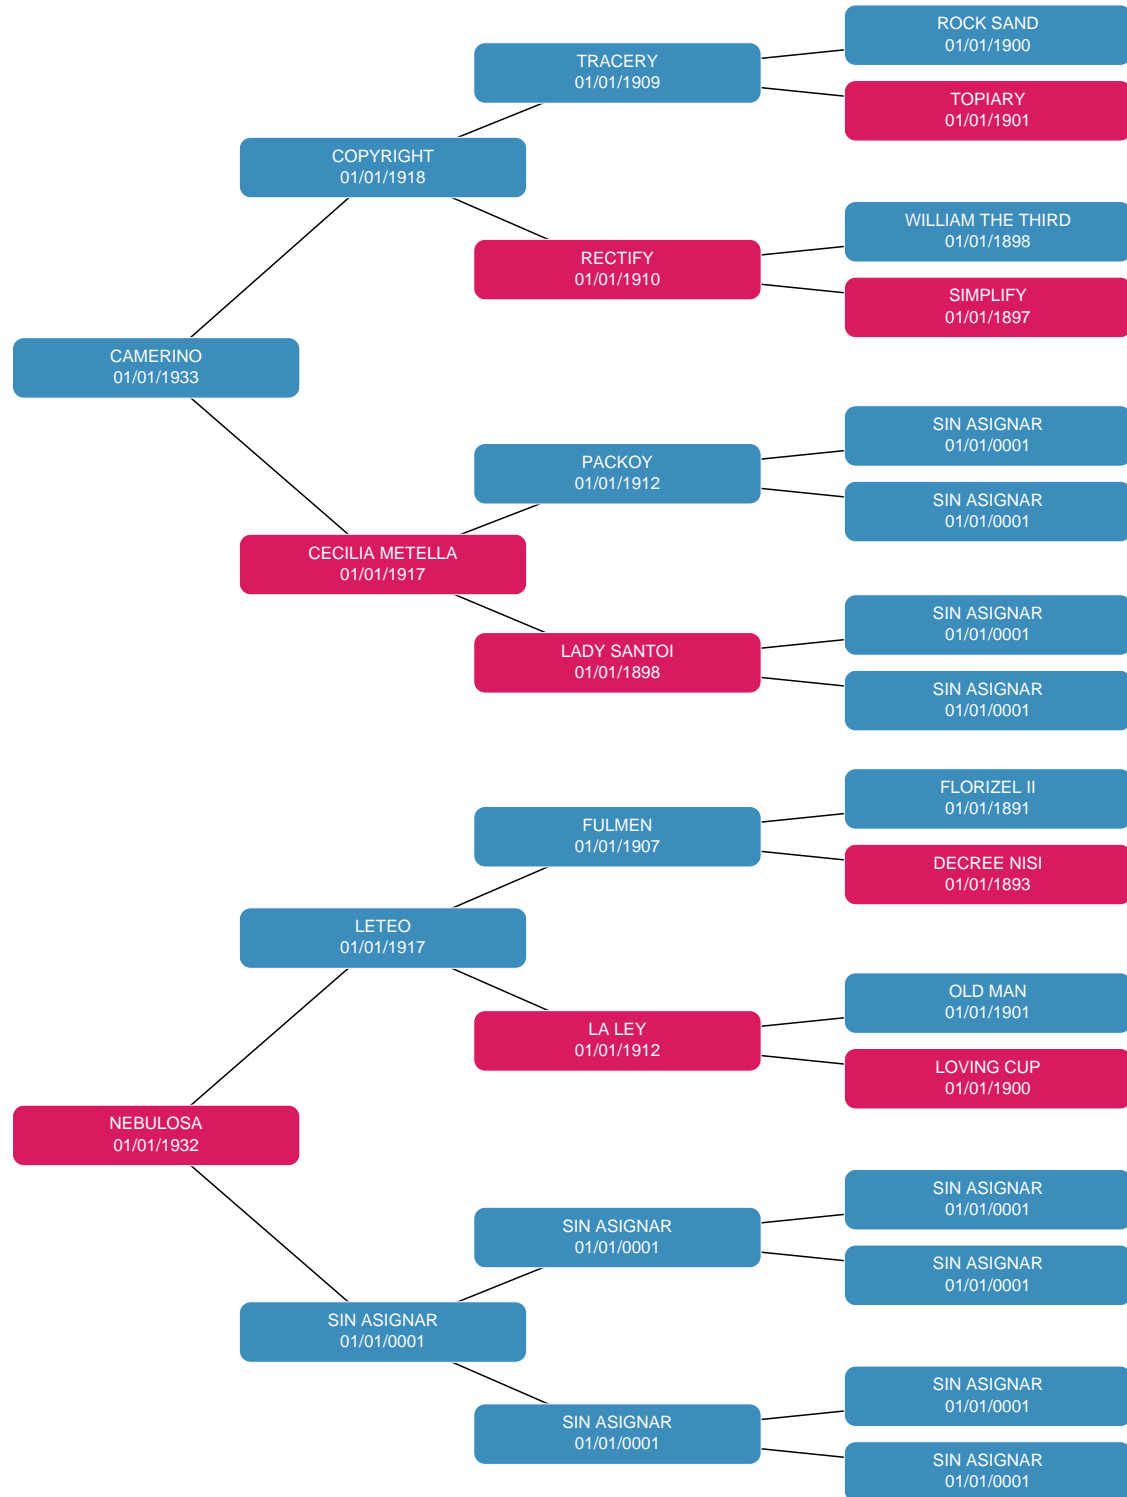 ROCK SAND
01/01/1900
TRACERY
01/01/1909
TOPIARY
01/01/1901
COPYRIGHT
01/01/1918
WILLIAM THE THIRD
01/01/1898
RECTIFY
01/01/1910
SIMPLIFY
01/01/1897
CAMERINO
01/01/1933
SIN ASIGNAR
01/01/0001
PACKOY
01/01/1912
SIN ASIGNAR
01/01/0001
CECILIA METELLA
01/01/1917
SIN ASIGNAR
01/01/0001
LADY SANTOI
01/01/1898
SIN ASIGNAR
01/01/0001
FLORIZEL II
01/01/1891
FULMEN
01/01/1907
DECREE NISI
01/01/1893
LETEO
01/01/1917
OLD MAN
01/01/1901
LA LEY
01/01/1912
LOVING CUP
01/01/1900
NEBULOSA
01/01/1932
SIN ASIGNAR
01/01/0001
SIN ASIGNAR
01/01/0001
SIN ASIGNAR
01/01/0001
SIN ASIGNAR
01/01/0001
SIN ASIGNAR
01/01/0001
SIN ASIGNAR
01/01/0001
SIN ASIGNAR
01/01/0001